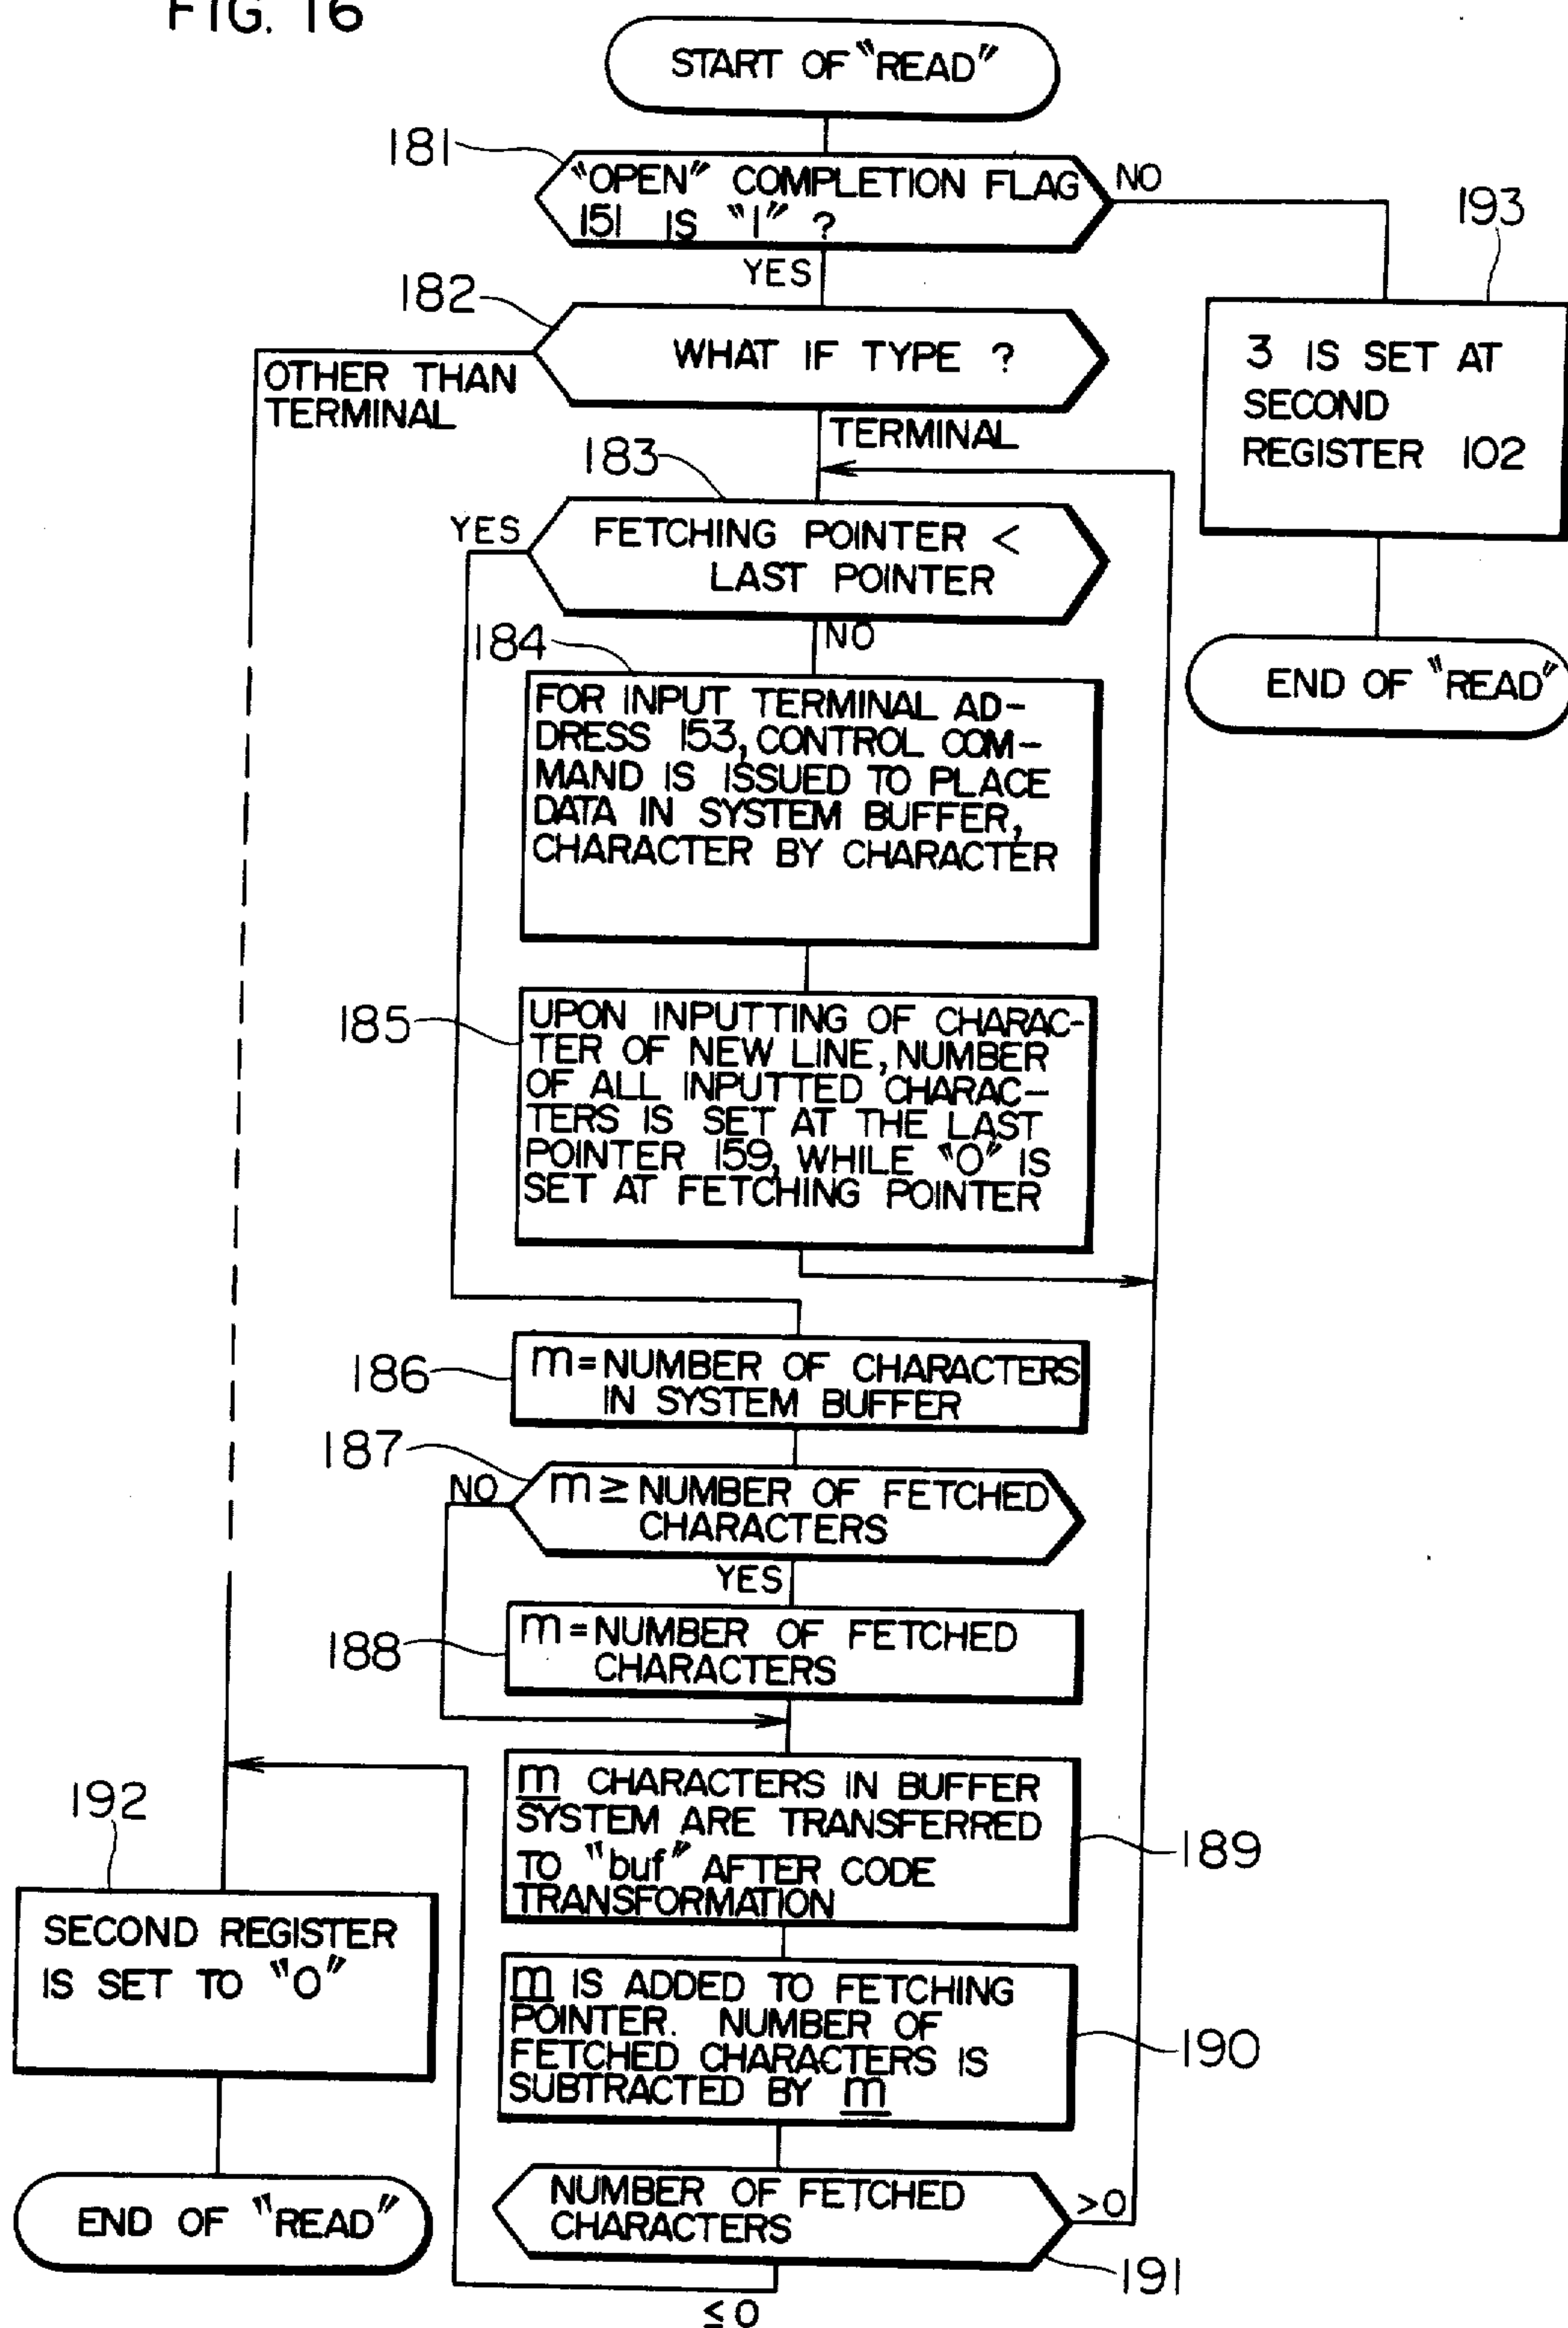 FIG. 16
START OF "READ"
181
"OPEN" COMPLETION FLAG
151 IS "1" ?
NO
193
YES
182
WHAT IF TYPE ?
3 IS SET AT
SECOND
REGISTER 102
OTHER THAN
TERMINAL
TERMINAL
183
YES
FETCHING POINTER <
LAST POINTER
NO
184
END OF "READ"
FOR INPUT TERMINAL AD-
DRESS 153, CONTROL COM-
MAND IS ISSUED TO PLACE
DATA IN SYSTEM BUFFER,
CHARACTER BY CHARACTER
185
UPON INPUTTING OF CHARAC-
TER OF NEW LINE, NUMBER
OF ALL INPUTTED CHARAC-
TERS IS SET AT THE LAST
POINTER 159, WHILE "0" IS
SET AT FETCHING POINTER
186
m = NUMBER OF CHARACTERS
IN SYSTEM BUFFER
187
NO
m ≥ NUMBER OF FETCHED
CHARACTERS
YES
188
m = NUMBER OF FETCHED
CHARACTERS
m CHARACTERS IN BUFFER
SYSTEM ARE TRANSFERRED
TO "buf" AFTER CODE
TRANSFORMATION
189
192
SECOND REGISTER
IS SET TO "0"
m IS ADDED TO FETCHING
POINTER. NUMBER OF
FETCHED CHARACTERS IS
SUBTRACTED BY m
190
END OF "READ"
NUMBER OF FETCHED
CHARACTERS
>0
191
≤ 0